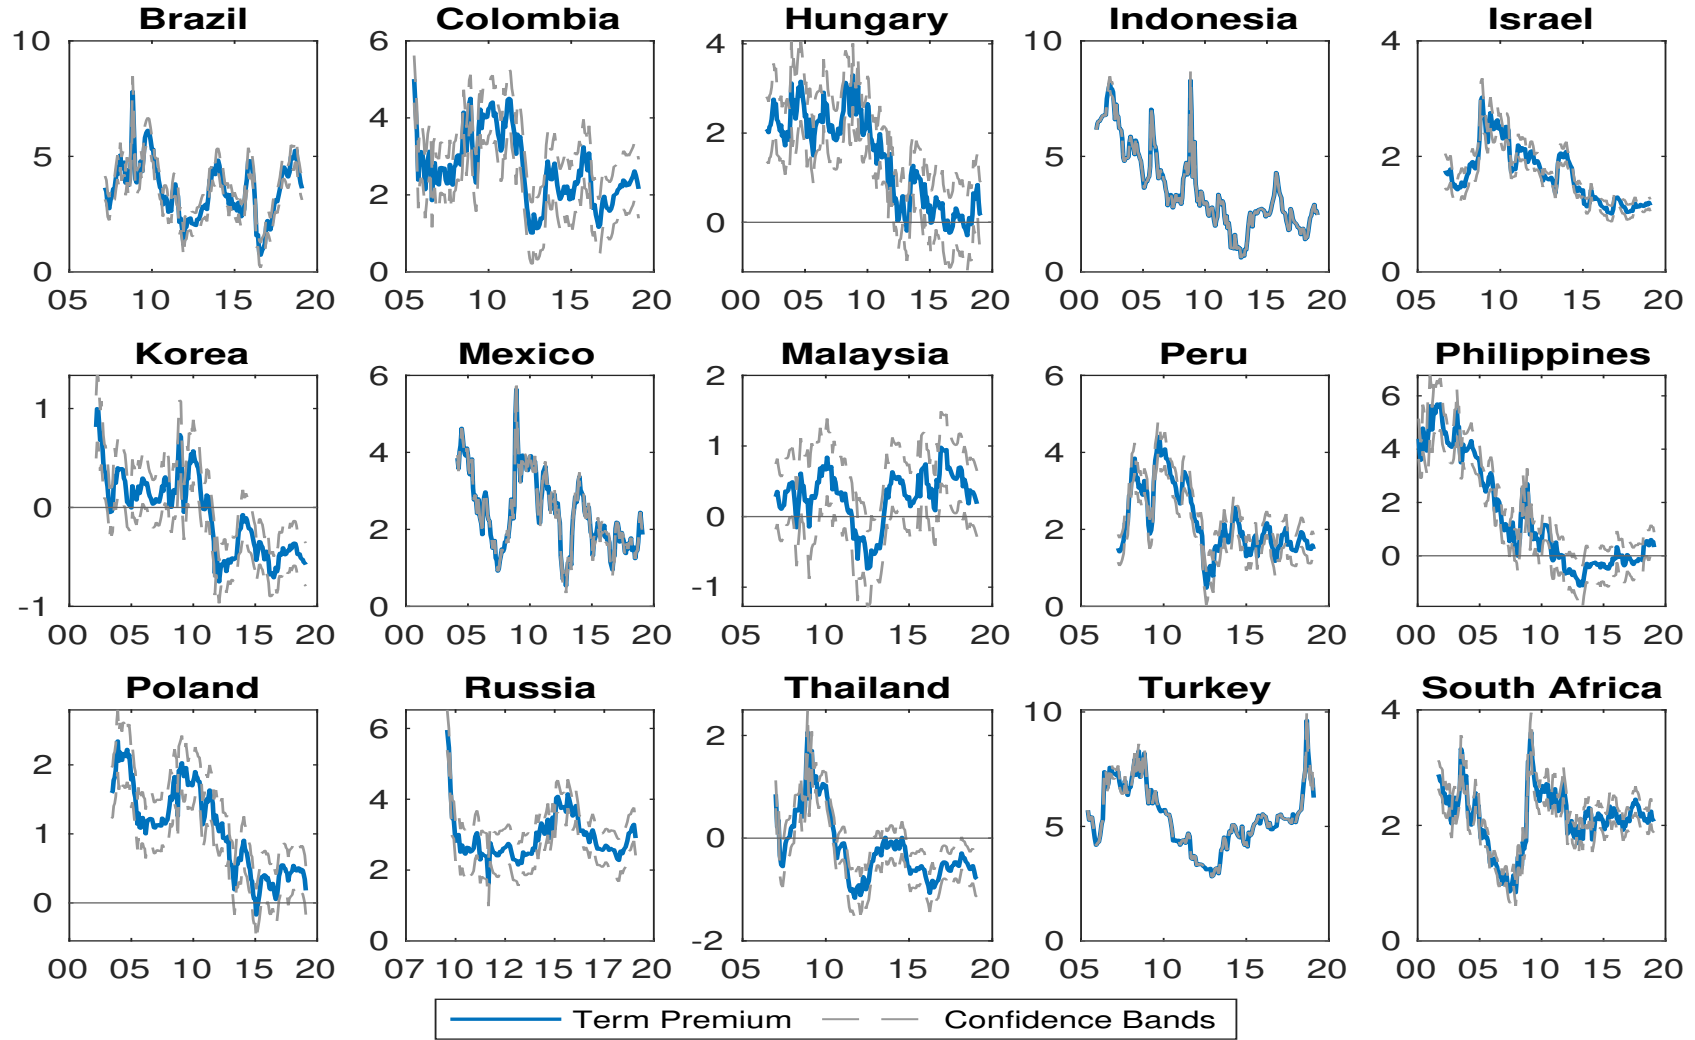 Brazil Colombia Hungary Indonesia Israel
10 6 4 10 4
5 4 2 5 2
2 0
0 0 0 0
05 10 15 20 05 10 15 20 00 05 10 15 20 00 05 10 15 20 05 10 15 20
Korea Mexico Malaysia Peru Philippines
1 6 2 6 6
4 1 4 4
0 2 0 2 2
-1 0 -1 0 0
00 05 10 15 20 05 10 15 20 05 10 15 20 05 10 15 20 00 05 10 15 20
Poland Russia Thailand Turkey South Africa
2 6 2 10 4
1 4 0 5 2
0 2
0 -2 0 0
00 05 10 15 20 07 10 12 15 17 20 05 10 15 20 05 10 15 20 00 05 10 15 20
Term Premium Confidence Bands